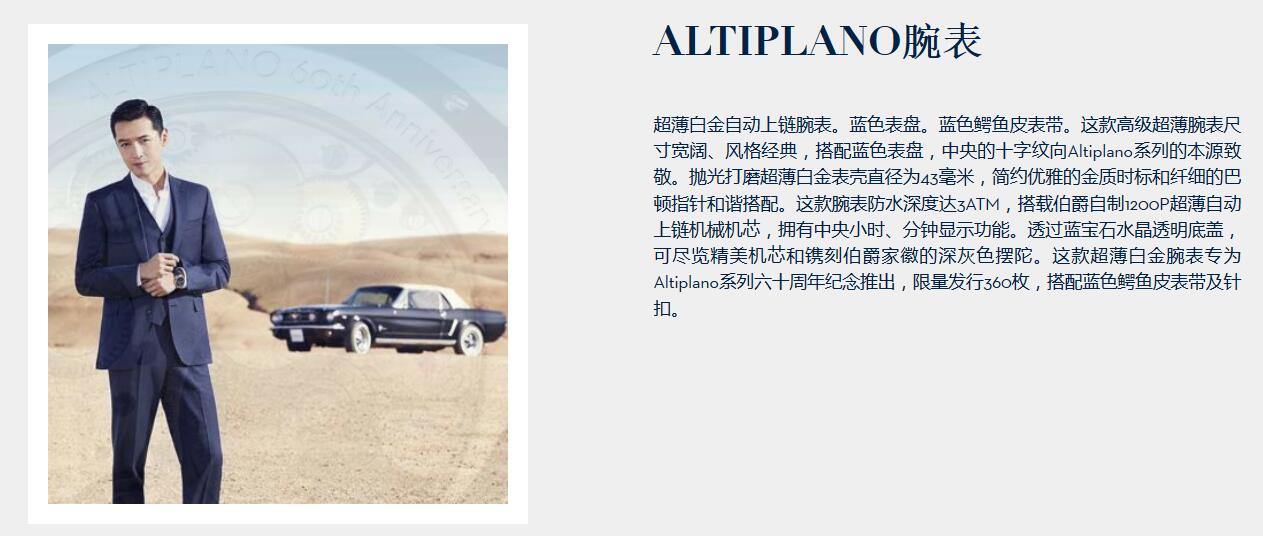 ALTIPLANO腕表
ALTIPLANO 60th Anniversary
超薄白金自动上链腕表。蓝色表盘。蓝色鳄鱼皮表带。这款高级超薄腕表尺
寸宽阔、风格经典，搭配蓝色表盘，中央的十字纹向Altiplano系列的本源致
敬。抛光打磨超薄白金表壳直径为43毫米，简约优雅的金质时标和纤细的巴
顿指针和谐搭配。这款腕表防水深度达3ATM，搭载伯爵自制1200P超薄自动
上链机械机芯，拥有中央小时、分钟显示功能。透过蓝宝石水晶透明底盖，
可尽览精美机芯和镌刻伯爵家徽的深灰色摆陀。这款超薄白金腕表专为
Altiplano系列六十周年纪念推出，限量发行360枚，搭配蓝色鳄鱼皮表带及针
扣。